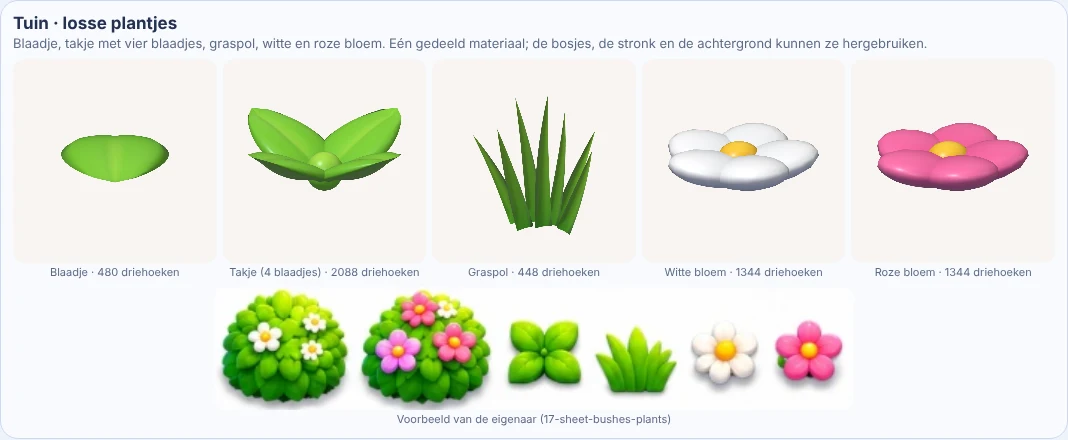 Tuin · losse plantjes
Blaadje, takje met vier blaadjes, graspol, witte en roze bloem. Eén gedeeld materiaal; de bosjes, de stronk en de achtergrond kunnen ze hergebruiken.
Blaadje · 480 driehoeken
Takje (4 blaadjes) · 2088 driehoeken
Graspol · 448 driehoeken
Witte bloem · 1344 driehoeken
Roze bloem · 1344 driehoeken
Voorbeeld van de eigenaar (17-sheet-bushes-plants)